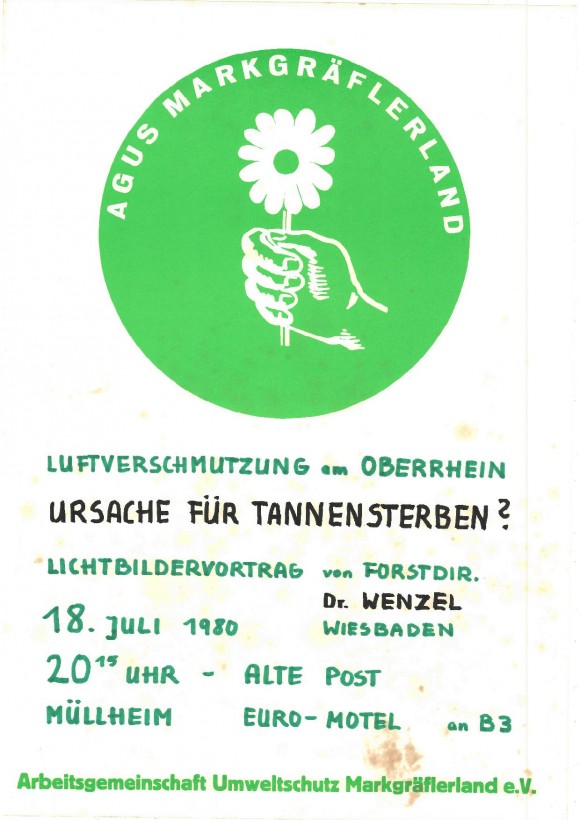 AGUS MARKGRÄFLERLAND
LUFTVERSCHMUTZUNG am OBERRHEIN
URSACHE FÜR TANNENSTERBEN?
LICHTBILDERVORTRAG von FORSTDIR.
Dr. WENZEL
18. JULI 1980 WIESBADEN
20¹⁵ UHR - ALTE POST
MÜLLHEIM EURO-MOTEL an B3
Arbeitsgemeinschaft Umweltschutz Markgräflerland e.V.